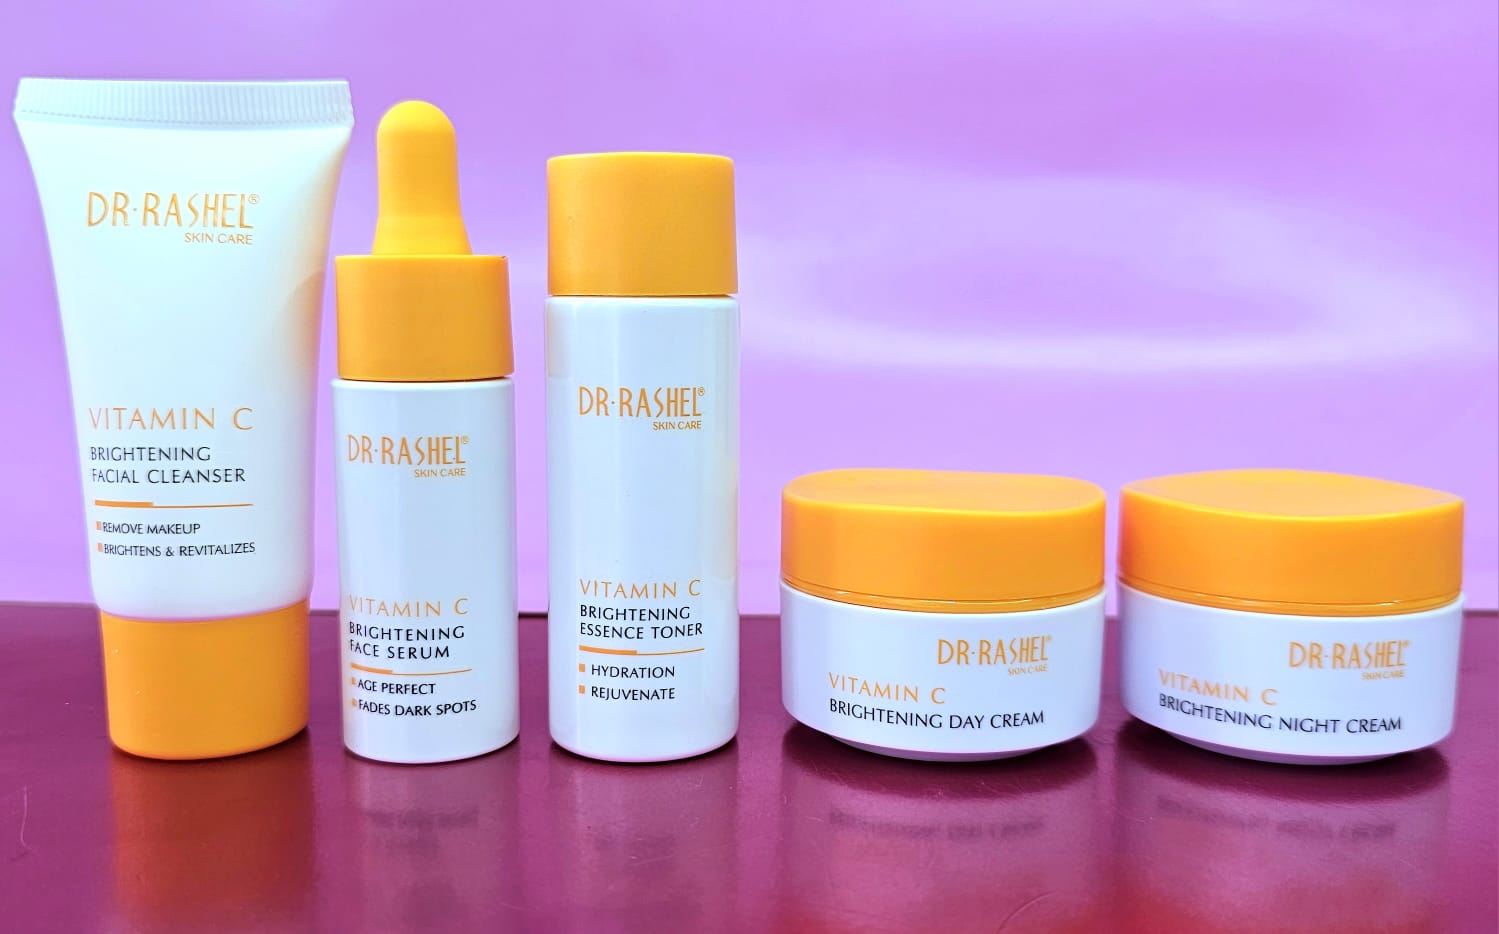 DR·RASHEL®
SKIN CARE
VITAMIN C
BRIGHTENING
FACIAL CLEANSER
REMOVE MAKEUP
BRIGHTENS & REVITALIZES
DR·RASHEL®
SKIN CARE
VITAMIN C
BRIGHTENING
FACE SERUM
AGE PERFECT
FADES DARK SPOTS
DR·RASHEL®
SKIN CARE
VITAMIN C
BRIGHTENING
ESSENCE TONER
HYDRATION
REJUVENATE
DR·RASHEL®
SKIN CARE
VITAMIN C
BRIGHTENING DAY CREAM
DR·RASHEL®
SKIN CARE
VITAMIN C
BRIGHTENING NIGHT CREAM